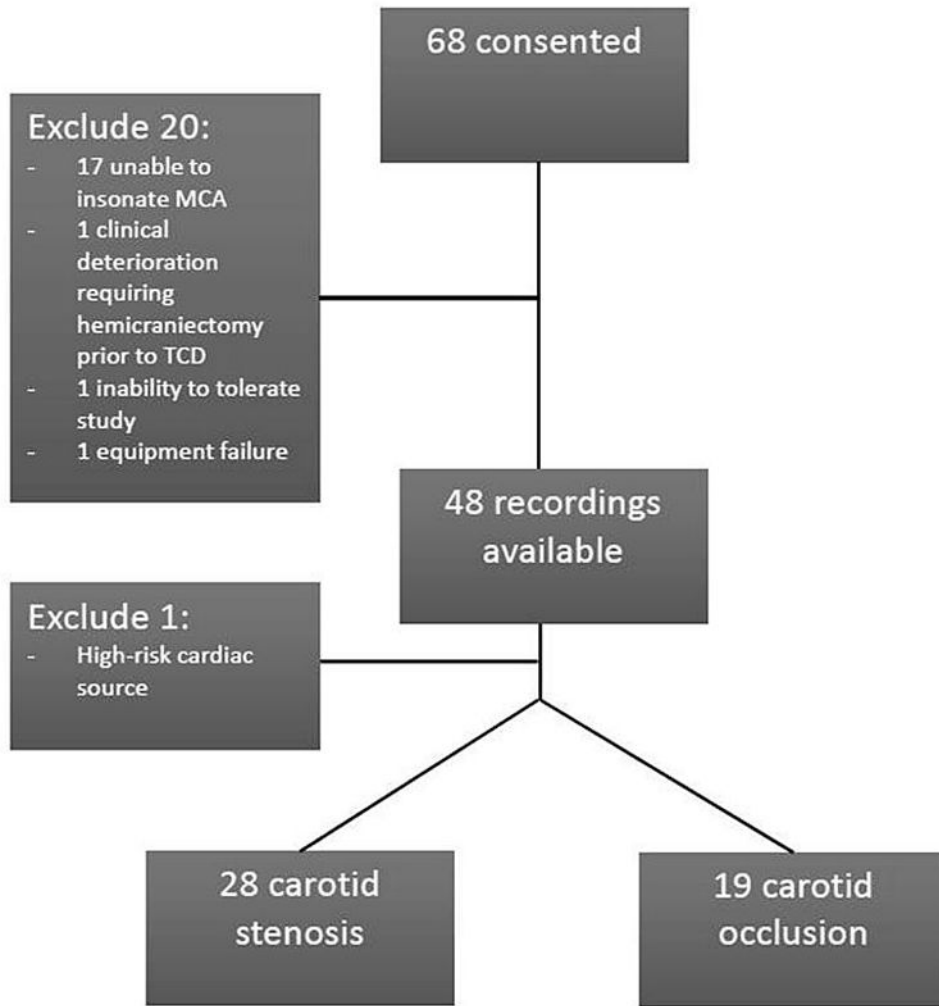 68 consented
Exclude 20:
- 17 unable to
insonate MCA
- 1 clinical
deterioration
requiring
hemicraniectomy
prior to TCD
- 1 inability to tolerate
study
- 1 equipment failure
48 recordings
available
Exclude 1:
- High-risk cardiac
source
28 carotid
stenosis
19 carotid
occlusion